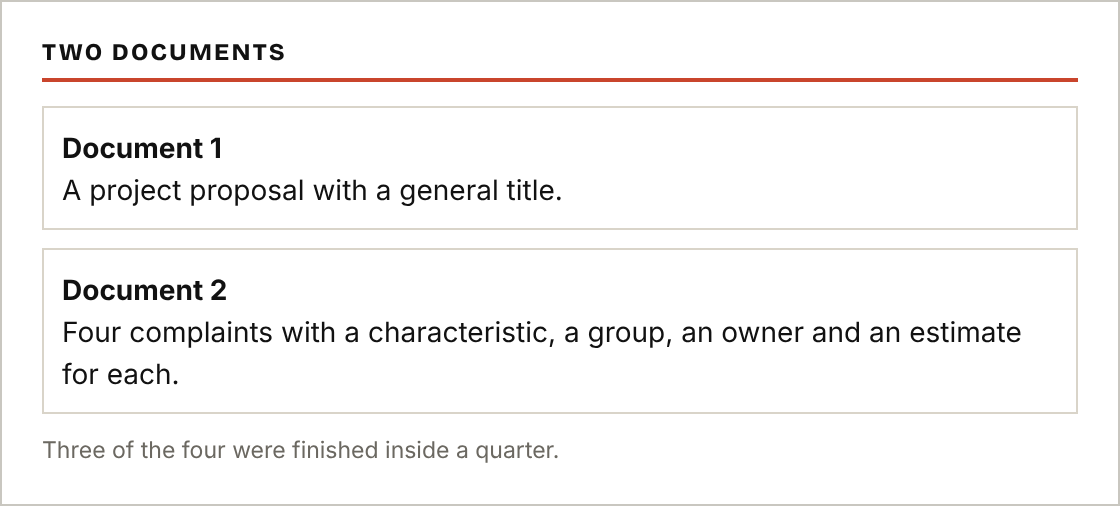 TWO DOCUMENTS
Document 1
A project proposal with a general title.
Document 2
Four complaints with a characteristic, a group, an owner and an estimate
for each.
Three of the four were finished inside a quarter.